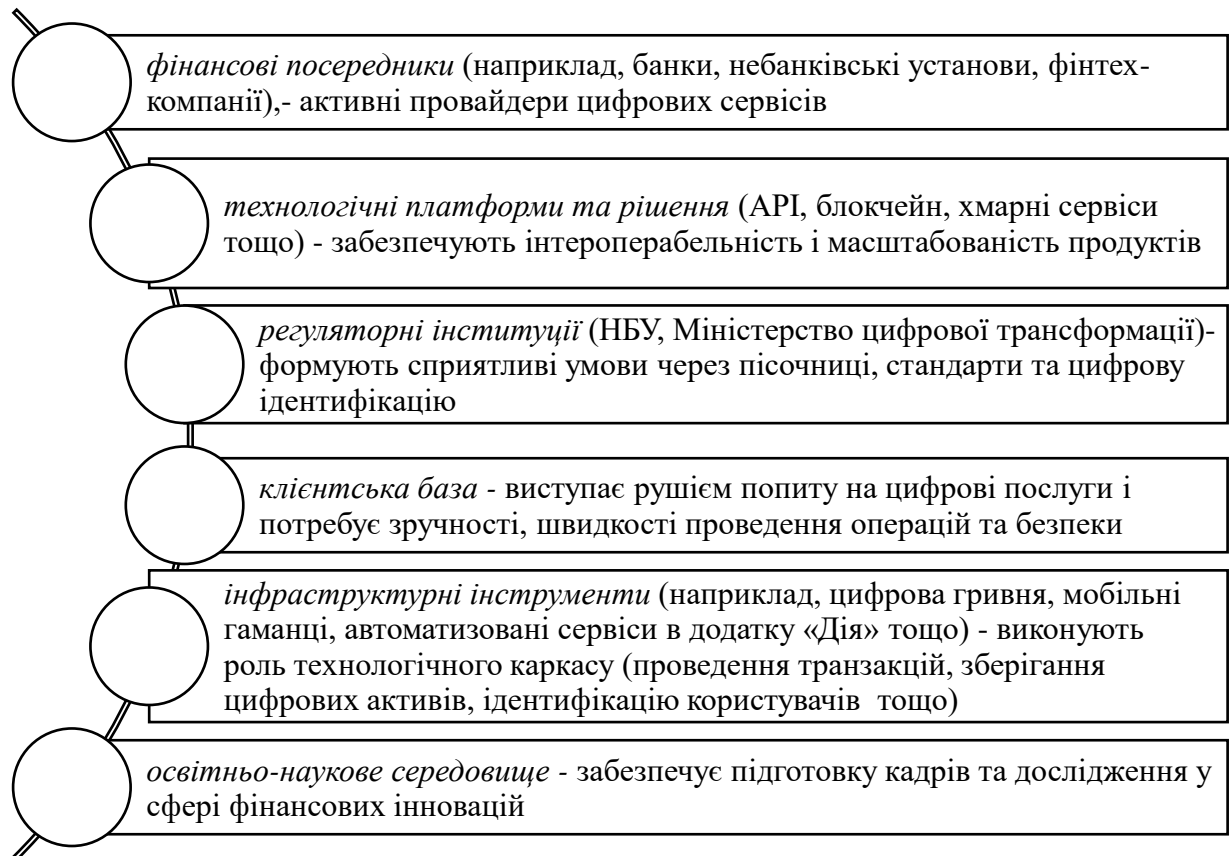 фінансові посередники (наприклад, банки, небанківські установи, фінтех-
компанії),- активні провайдери цифрових сервісів
технологічні платформи та рішення (API, блокчейн, хмарні сервіси
тощо) - забезпечують інтероперабельність і масштабованість продуктів
регуляторні інституції (НБУ, Міністерство цифрової трансформації)-
формують сприятливі умови через пісочниці, стандарти та цифрову
ідентифікацію
клієнтська база - виступає рушієм попиту на цифрові послуги і
потребує зручності, швидкості проведення операцій та безпеки
інфраструктурні інструменти (наприклад, цифрова гривня, мобільні
гаманці, автоматизовані сервіси в додатку «Дія» тощо) - виконують
роль технологічного каркасу (проведення транзакцій, зберігання
цифрових активів, ідентифікацію користувачів  тощо)
освітньо-наукове середовище - забезпечує підготовку кадрів та дослідження у
сфері фінансових інновацій